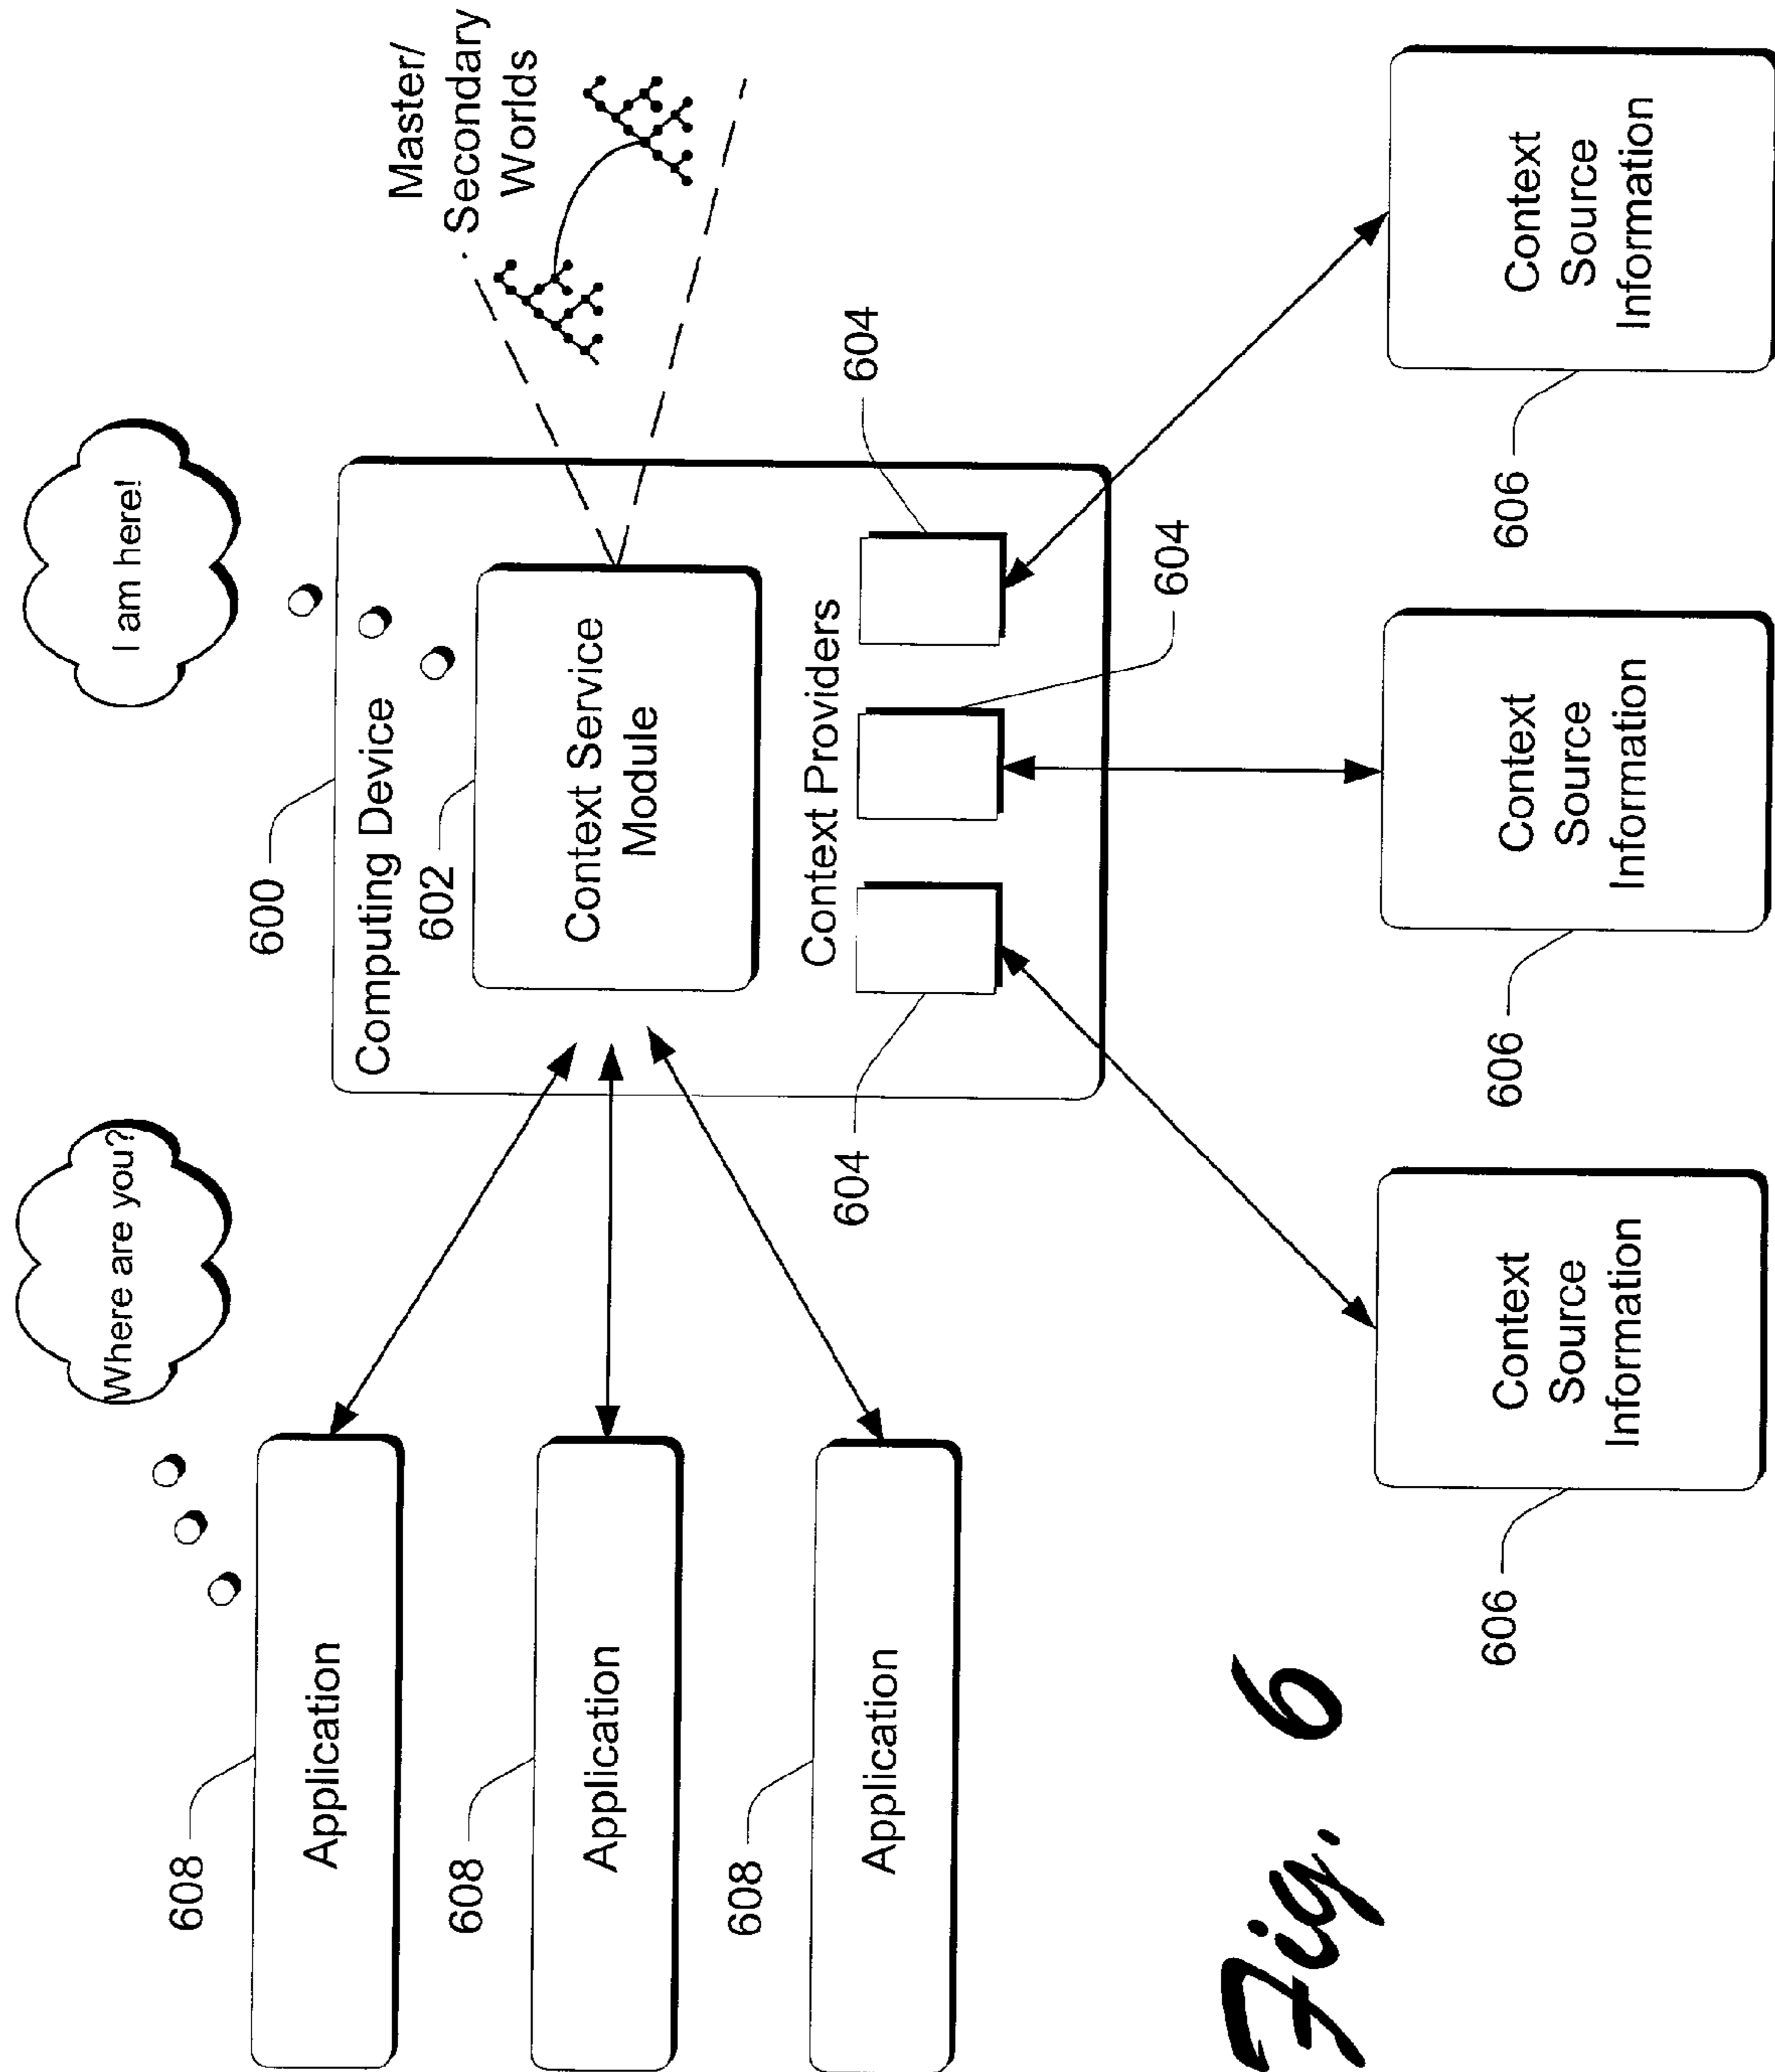 Where are you?
I am here!
608
Application
608
Application
608
Application
600
Computing Device
602
Context Service
Module
Context Providers
604
604
604
Master/
Secondary
Worlds
606
Context
Source
Information
606
Context
Source
Information
606
Context
Source
Information
Fig. 6